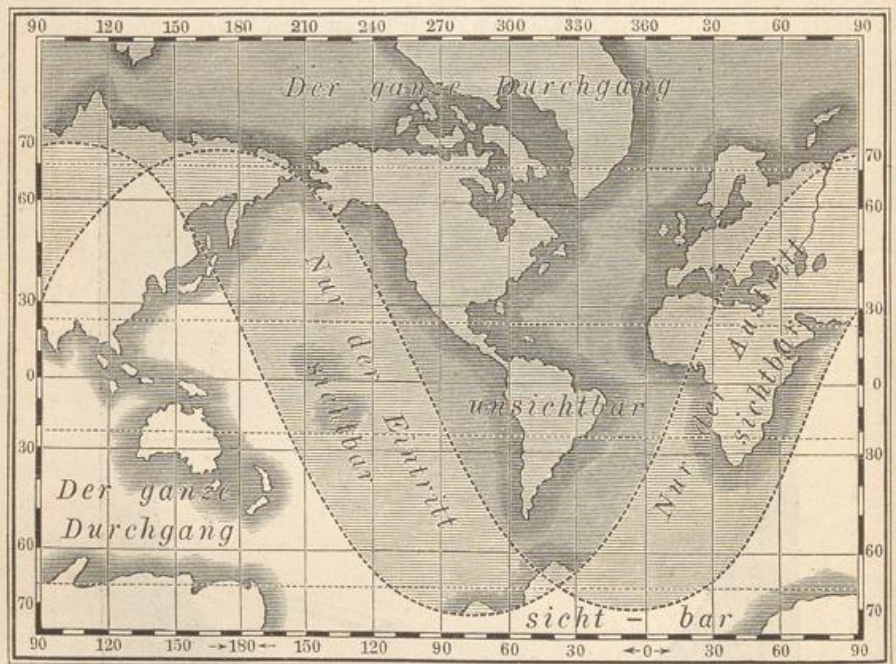 90 120 150 180 210 240 270 300 330 360 30 60 90
Der ganze Durchgang
70 70
60 60
30 30
0 0
30 30
60 60
70 70
Nur der Eintritt
sichtbar
unsichtbar
Nur der Austritt
sichtbar
Der ganze
Durchgang
sicht - bar
90 120 150 →180← 150 120 90 60 30 ←0→ 30 60 90